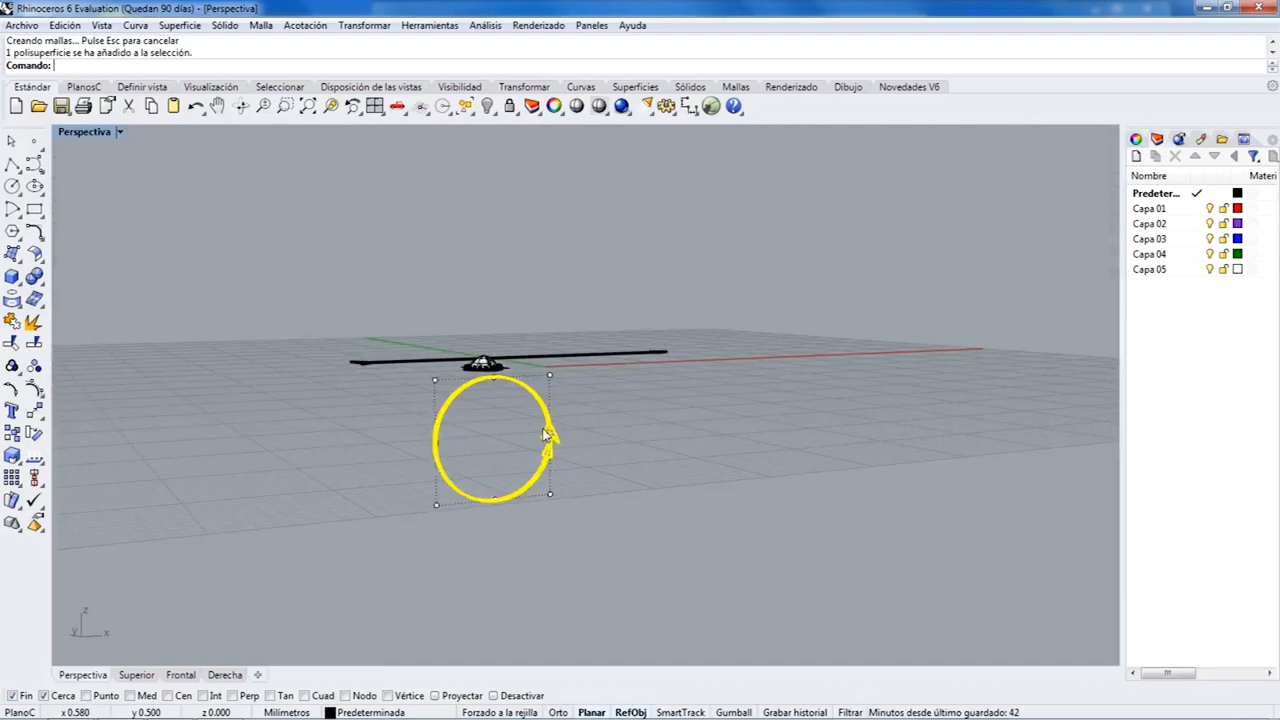 Rhinoceros 6 Evaluation (Quedan 90 días) - [Perspectiva]
Archivo Edición Vista Curva Superficie Sólido Malla Acotación Transformar Herramientas Análisis Renderizado Paneles Ayuda
Creando mallas... Pulse Esc para cancelar
1 polisuperficie se ha añadido a la selección.
Comando:
Estándar PlanosC Definir vista Visualización Seleccionar Disposición de las vistas Visibilidad Transformar Curvas Superficies Sólidos Mallas Renderizado Dibujo Novedades V6
Perspectiva
Nombre Materi
Predeter...
Capa 01
Capa 02
Capa 03
Capa 04
Capa 05
z
y x
Perspectiva Superior Frontal Derecha
Fin Cerca Punto Med Cen Int Perp Tan Cuad Nodo Vértice Proyectar Desactivar
PlanoC x 0.580 y 0.500 z 0.000 Milímetros Predeterminada Forzado a la rejilla Orto Planar RefObj SmartTrack Gumball Grabar historial Filtrar Minutos desde último guardado: 42